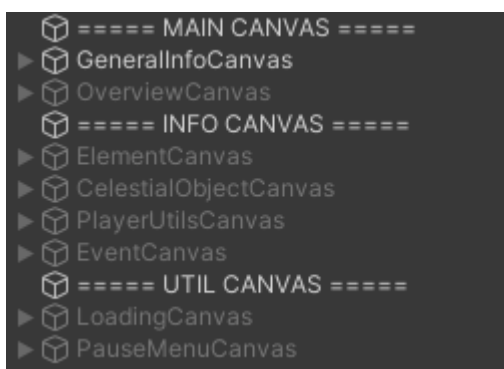 ===== MAIN CANVAS =====
GeneralInfoCanvas
OverviewCanvas
===== INFO CANVAS =====
ElementCanvas
CelestialObjectCanvas
PlayerUtilsCanvas
EventCanvas
===== UTIL CANVAS =====
LoadingCanvas
PauseMenuCanvas